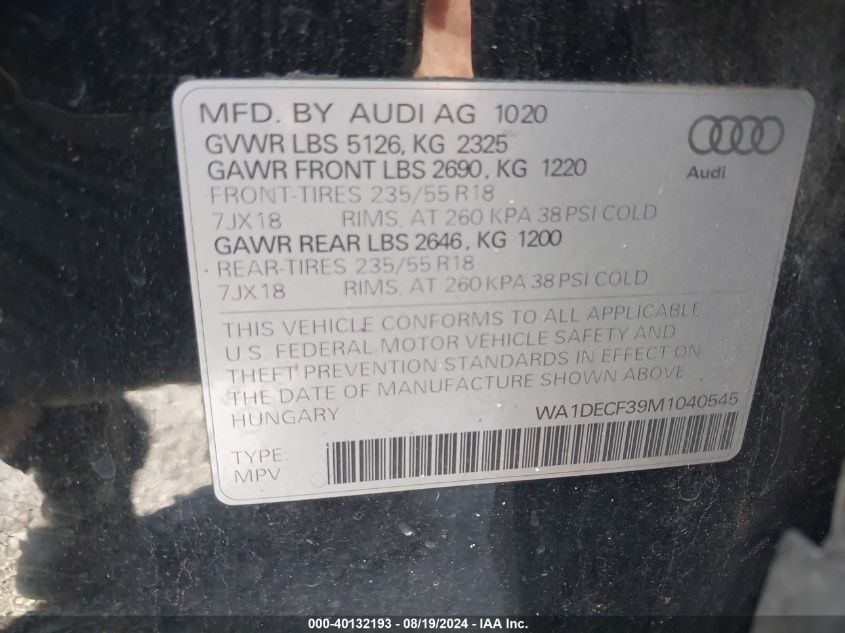 MFD. BY AUDI AG 1020
GVWR LBS 5126, KG 2325
GAWR FRONT LBS 2690, KG 1220
FRONT-TIRES 235/55 R18
7JX18 RIMS, AT 260 KPA 38 PSI COLD
GAWR REAR LBS 2646, KG 1200
REAR-TIRES 235/55 R18
7JX18 RIMS, AT 260 KPA 38 PSI COLD
Audi
THIS VEHICLE CONFORMS TO ALL APPLICABLE
U.S. FEDERAL MOTOR VEHICLE SAFETY AND
THEFT PREVENTION STANDARDS IN EFFECT ON
THE DATE OF MANUFACTURE SHOWN ABOVE.
HUNGARY WA1DECF39M1040545
TYPE:
MPV
000-40132193 - 08/19/2024 - WWW.IAAI.COM